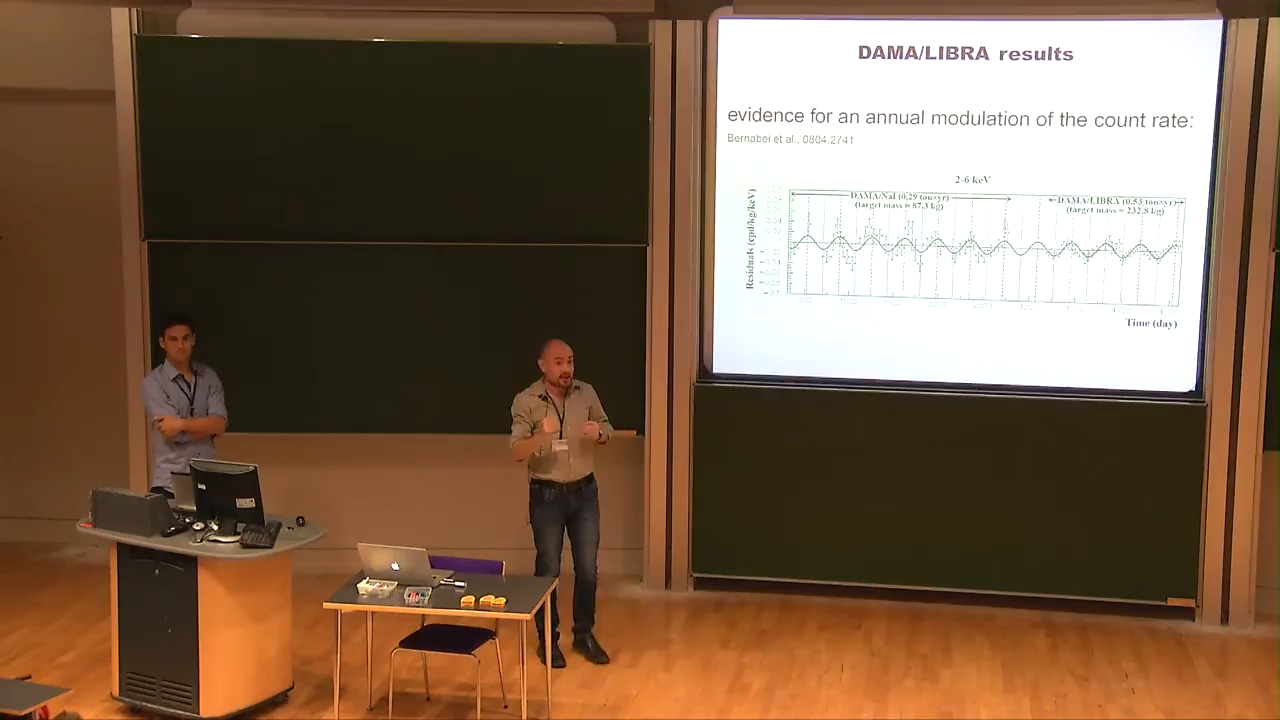 DAMA/LIBRA results
evidence for an annual modulation of the count rate:
Bernabei et al., 0804.2741
2-6 keV
DAMA/NaI (0.29 ton×yr)
(target mass = 87.3 kg)
DAMA/LIBRA (0.53 ton×yr)
(target mass = 232.8 kg)
Residuals (cpd/kg/keV)
Time (day)